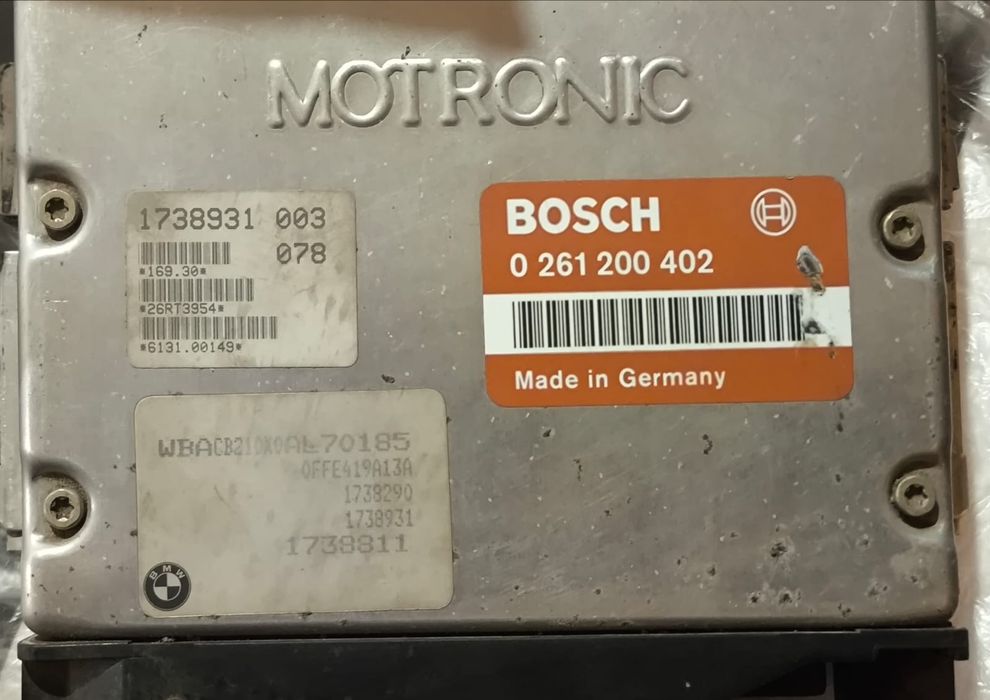 MOTRONIC
1738931 003
078
*169.30*
*26RT3954*
*6131.00149*
BOSCH
0 261 200 402
Made in Germany
WBACB210X0AL70185
0FFE419A13A
1738290
1738931
1738811
BMW